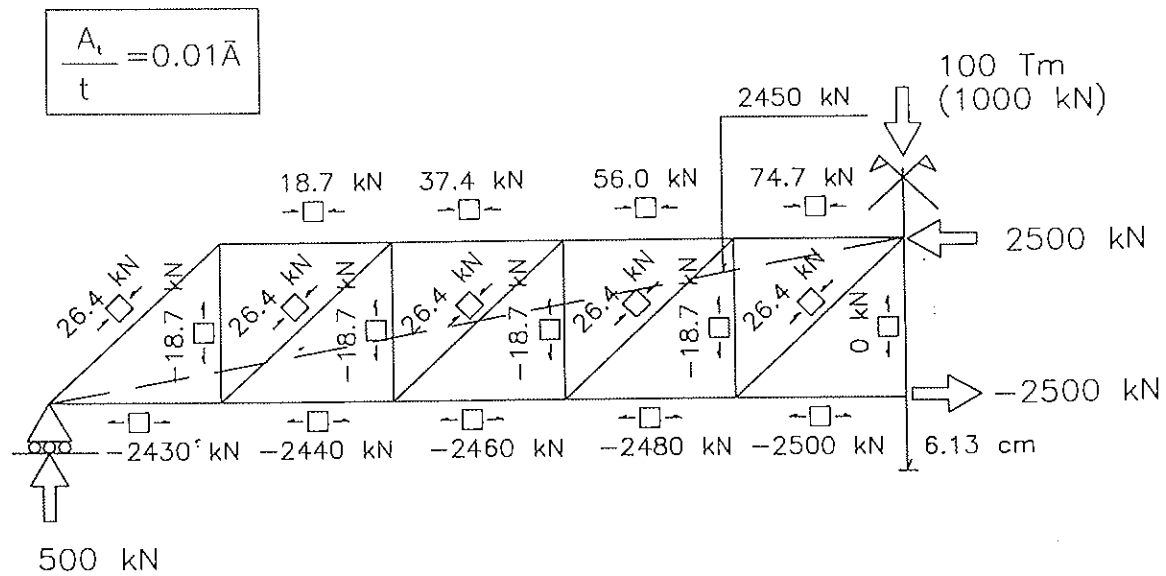 Aₜ
t
=0.01Ā
100 Tm
(1000 kN)
2450 kN
18.7 kN
37.4 kN
56.0 kN
74.7 kN
2500 kN
26.4 kN
-18.7 kN
26.4 kN
-18.7 kN
26.4 kN
-18.7 kN
26.4 kN
-18.7 kN
26.4 kN
0 kN
-2500 kN
-2430 kN
-2440 kN
-2460 kN
-2480 kN
-2500 kN
6.13 cm
500 kN